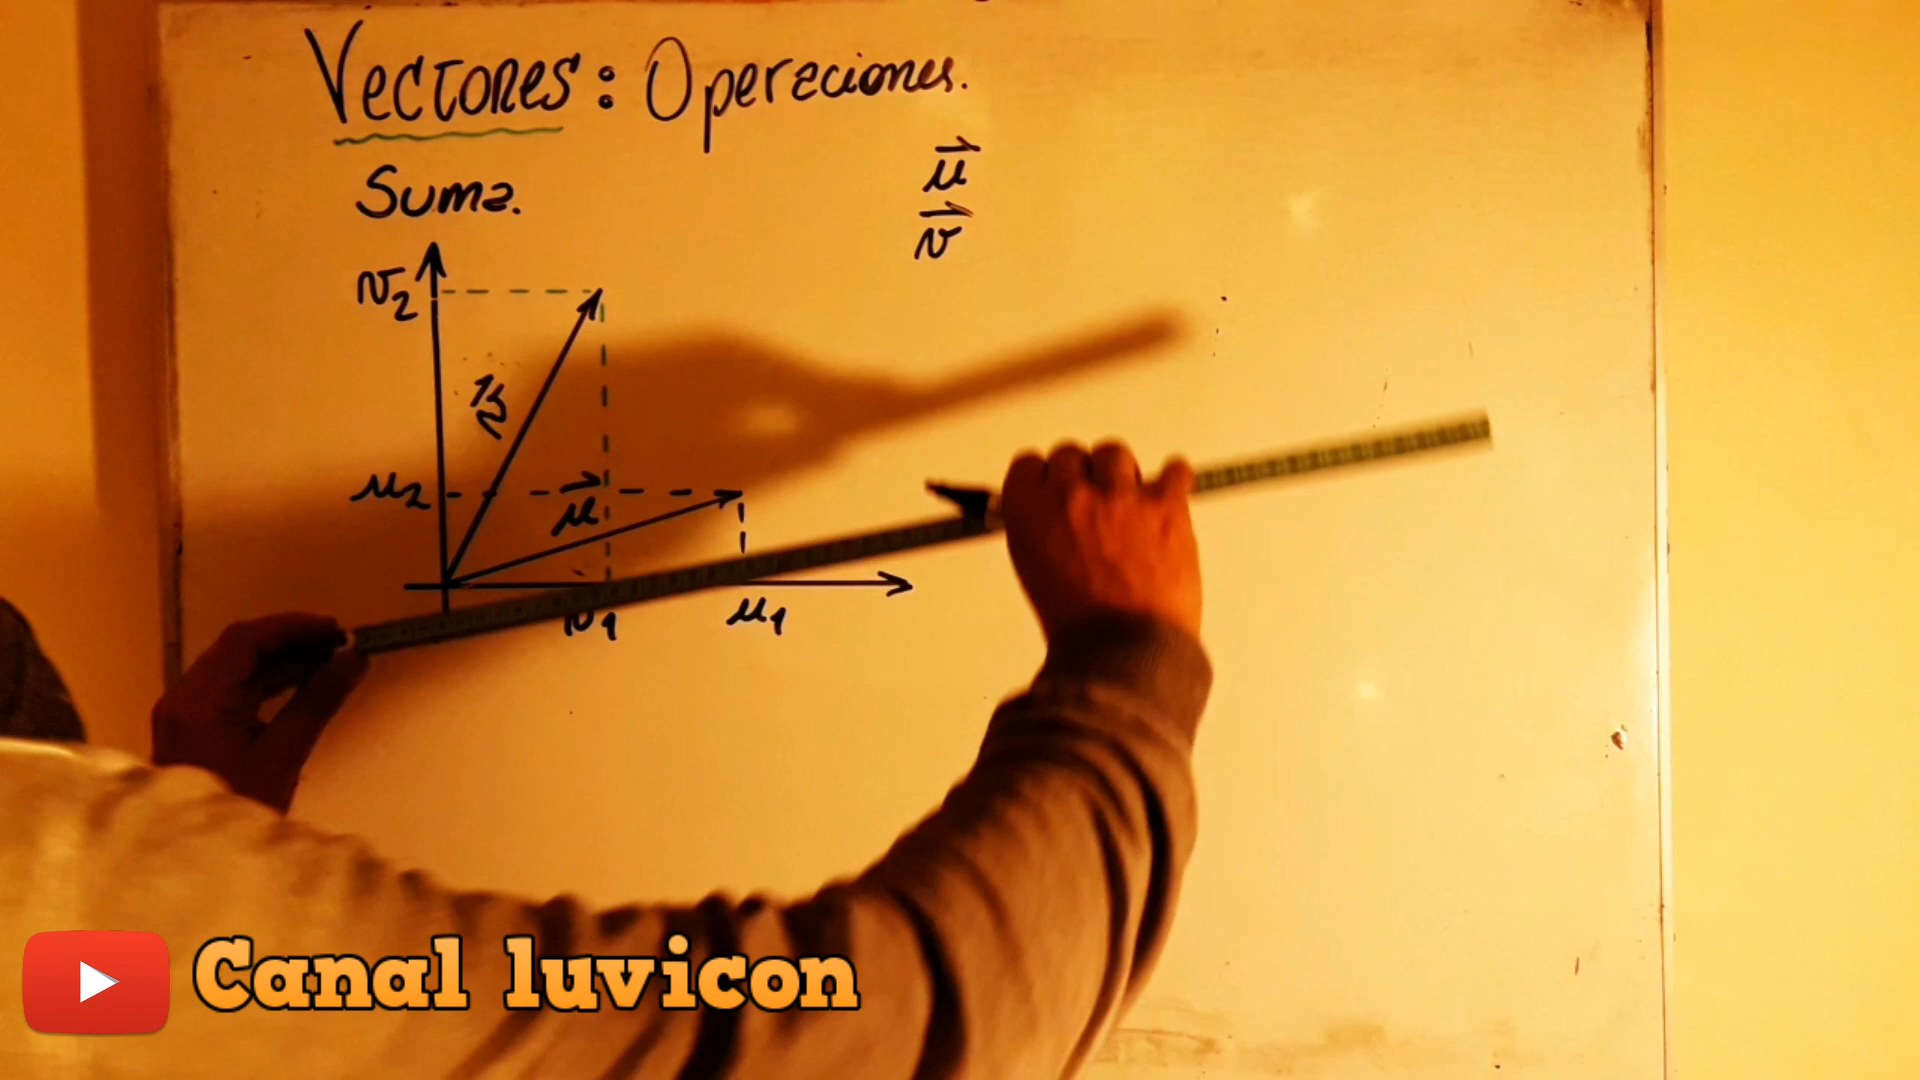 Vectores: Operaciones.
Suma.
u
v
v2
v
u2
u
v1
u1
Canal luvicon